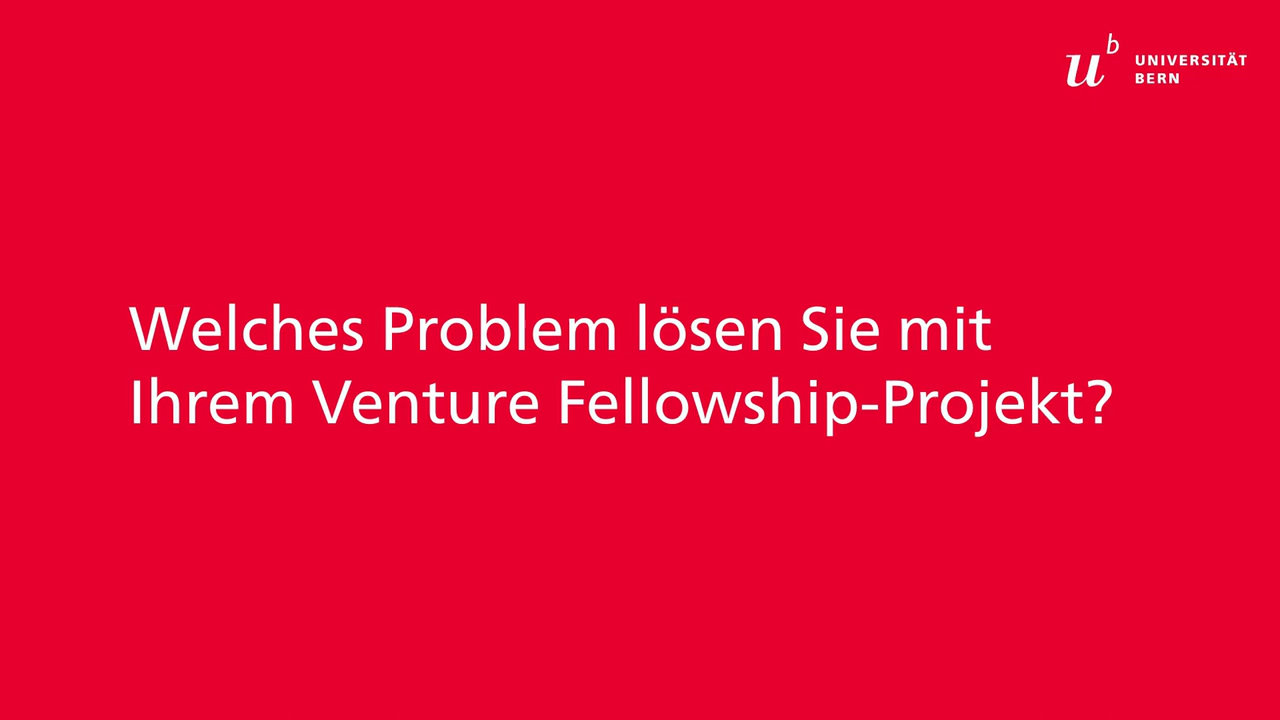 u b UNIVERSITÄT
BERN
Welches Problem lösen Sie mit
Ihrem Venture Fellowship-Projekt?